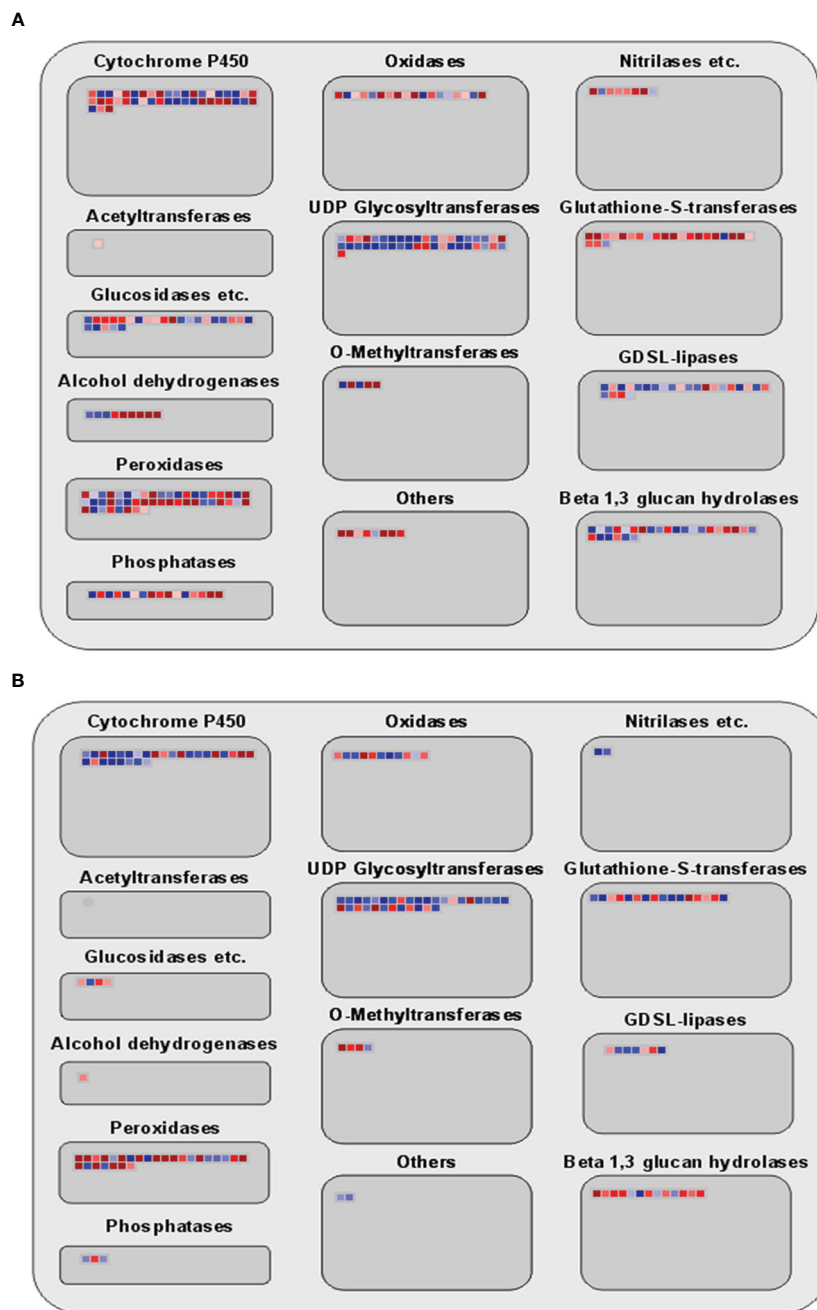 A
Cytochrome P450
Oxidases
Nitrilases etc.
Acetyltransferases
UDP Glycosyltransferases
Glutathione-S-transferases
Glucosidases etc.
O-Methyltransferases
GDSL-lipases
Alcohol dehydrogenases
Peroxidases
Others
Beta 1,3 glucan hydrolases
Phosphatases
B
Cytochrome P450
Oxidases
Nitrilases etc.
Acetyltransferases
UDP Glycosyltransferases
Glutathione-S-transferases
Glucosidases etc.
O-Methyltransferases
GDSL-lipases
Alcohol dehydrogenases
Peroxidases
Others
Beta 1,3 glucan hydrolases
Phosphatases